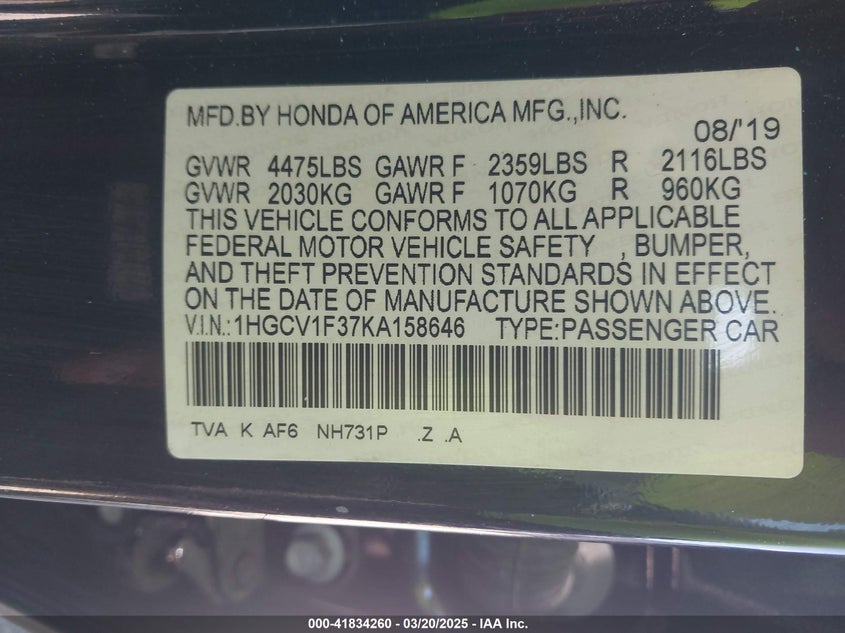 MFD.BY HONDA OF AMERICA MFG.,INC.
08/'19
GVWR 4475LBS GAWR F 2359LBS R 2116LBS
GVWR 2030KG GAWR F 1070KG R 960KG
THIS VEHICLE CONFORMS TO ALL APPLICABLE
FEDERAL MOTOR VEHICLE SAFETY , BUMPER,
AND THEFT PREVENTION STANDARDS IN EFFECT
ON THE DATE OF MANUFACTURE SHOWN ABOVE.
V.I.N.:1HGCV1F37KA158646 TYPE:PASSENGER CAR
TVA K AF6 NH731P .Z .A
000-41834260 - 03/20/2025 - IAA Inc.